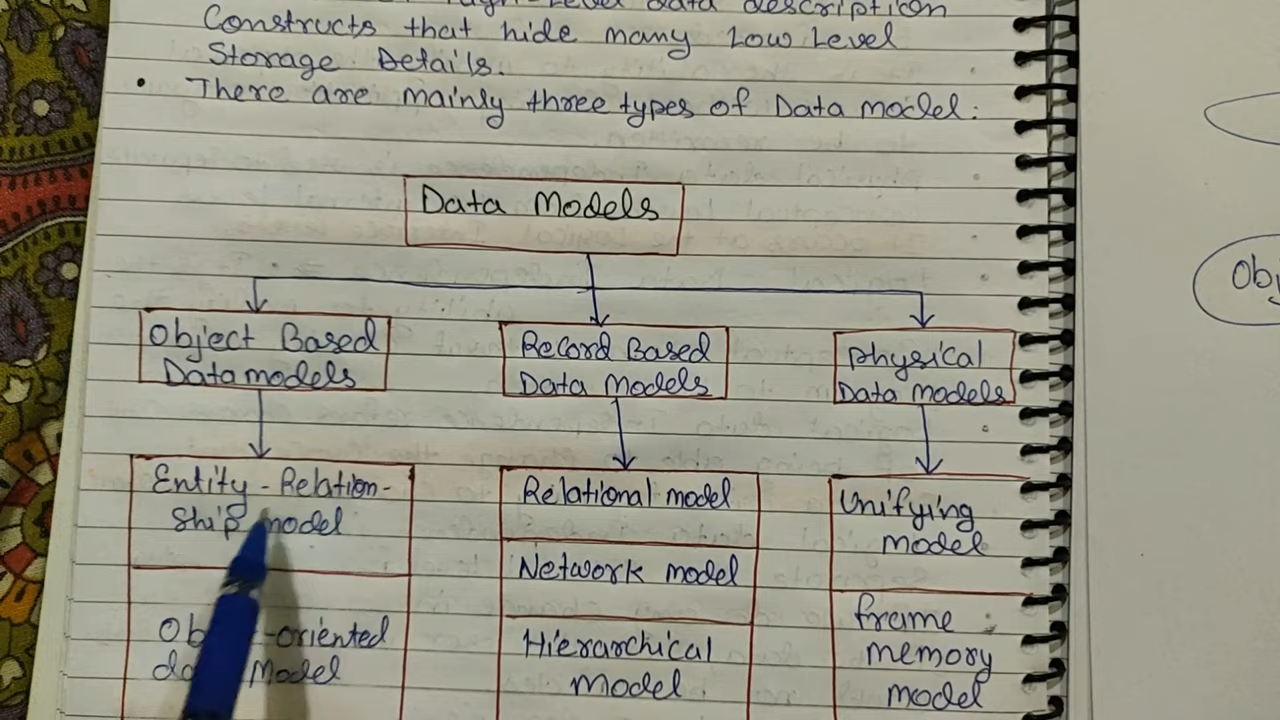 data description
Constructs that hide many Low Level
Storage Details.
• There are mainly three types of Data model:
Data Models
Object Based
Data models
Record Based
Data Models
Physical
Data models
Entity-Relation-
Ship model
-oriented
Model
Relational model
Network model
Hierarchical
Model
Unifying
Model
frame
memory
model